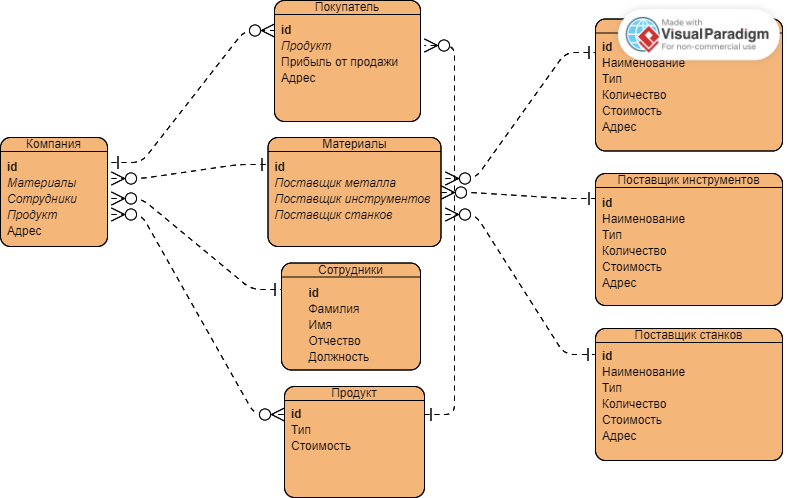 Покупатель
id
Продукт
Прибыль от продажи
Адрес
Made with
Visual Paradigm
For non-commercial use
id
Наименование
Тип
Количество
Стоимость
Адрес
Компания
id
Материалы
Сотрудники
Продукт
Адрес
Материалы
id
Поставщик металла
Поставщик инструментов
Поставщик станков
Поставщик инструментов
id
Наименование
Тип
Количество
Стоимость
Адрес
Сотрудники
id
Фамилия
Имя
Отчество
Должность
Поставщик станков
id
Наименование
Тип
Количество
Стоимость
Адрес
Продукт
id
Тип
Стоимость